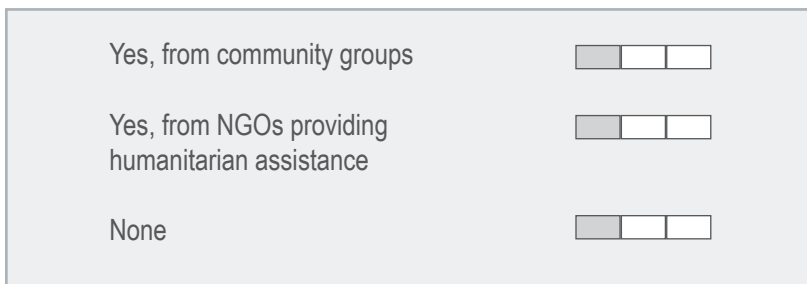 Yes, from community groups
Yes, from NGOs providing
humanitarian assistance
None